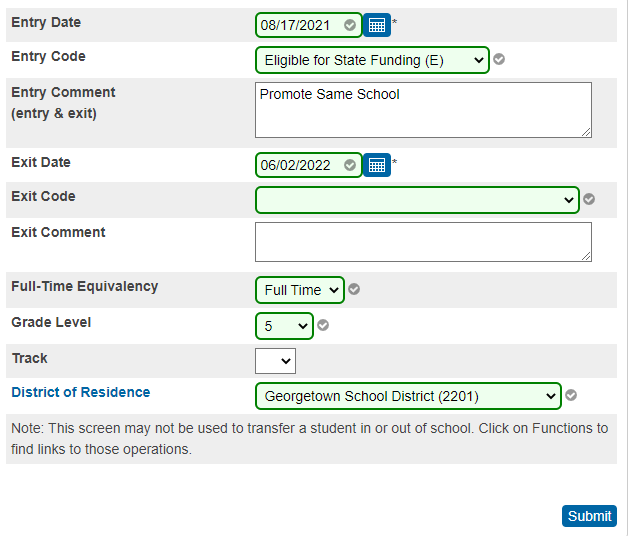 Entry Date 08/17/2021 *
Entry Code Eligible for State Funding (E)
Entry Comment Promote Same School
(entry & exit)
Exit Date 06/02/2022 *
Exit Code
Exit Comment
Full-Time Equivalency Full Time
Grade Level 5
Track
District of Residence Georgetown School District (2201)
Note: This screen may not be used to transfer a student in or out of school. Click on Functions to
find links to those operations.
Submit